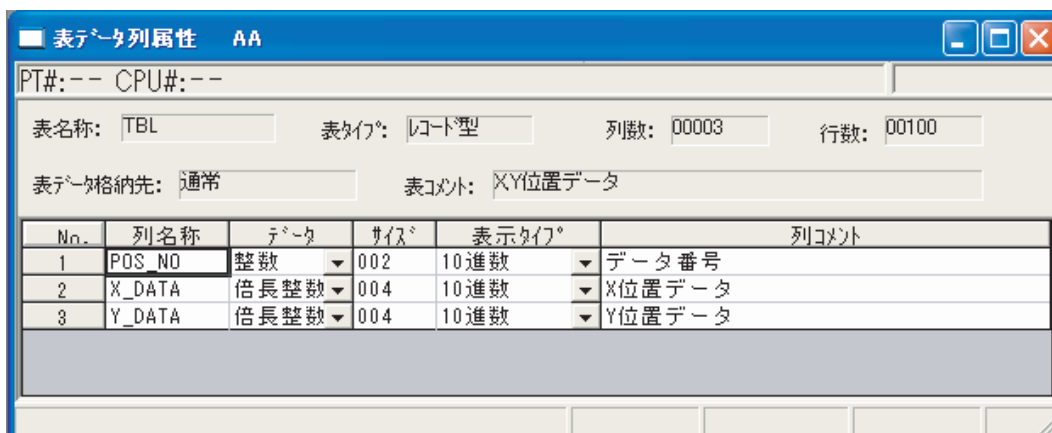 表ﾃﾞｰﾀ列属性 AA
PT#:-- CPU#:--
表名称: TBL 表ﾀｲﾌﾟ: ﾚｺｰﾄﾞ型 列数: 00003 行数: 00100
表ﾃﾞｰﾀ格納先: 通常 表ｺﾒﾝﾄ: XY位置データ
No. 列名称 ﾃﾞｰﾀ ｻｲｽﾞ 表示ﾀｲﾌﾟ 列ｺﾒﾝﾄ
1 POS_NO 整数 002 10進数 データ番号
2 X_DATA 倍長整数 004 10進数 X位置データ
3 Y_DATA 倍長整数 004 10進数 Y位置データ